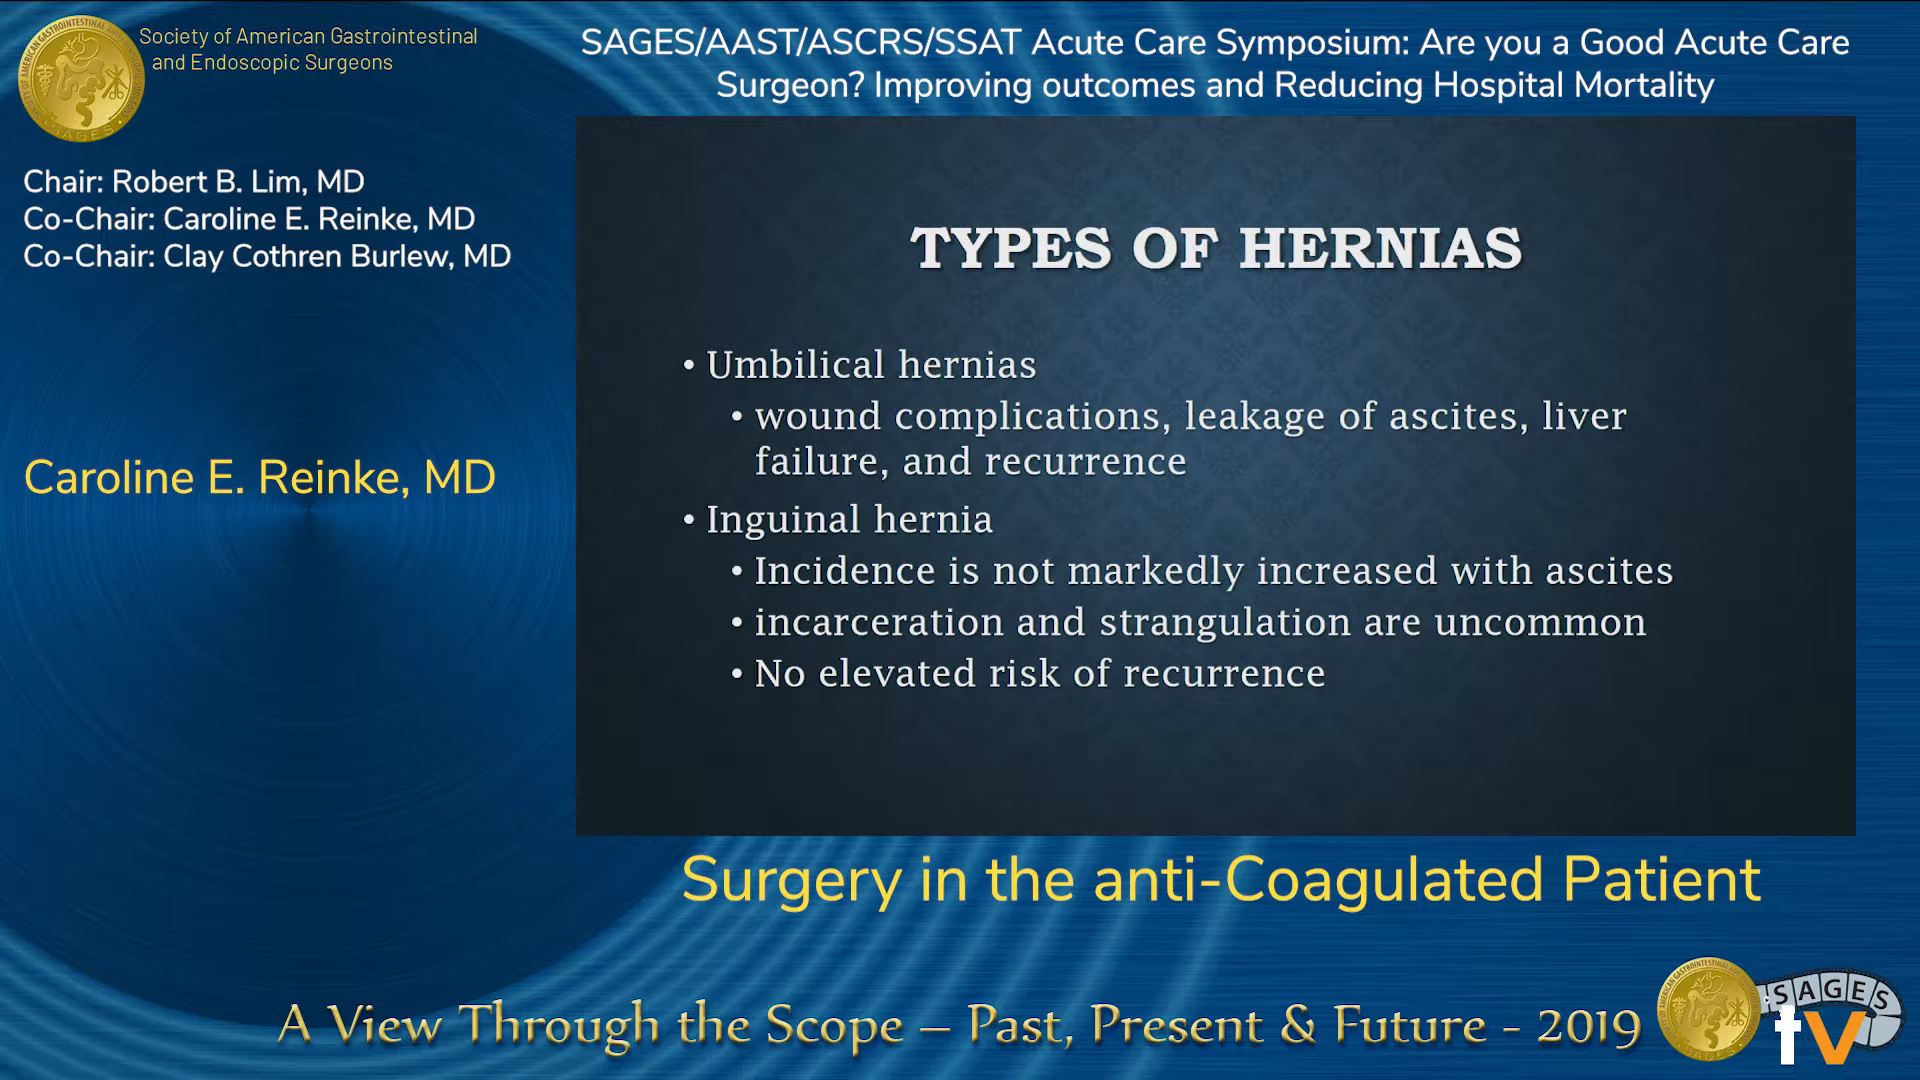 Society of American Gastrointestinal
and Endoscopic Surgeons
SAGES/AAST/ASCRS/SSAT Acute Care Symposium: Are you a Good Acute Care
Surgeon? Improving outcomes and Reducing Hospital Mortality
Chair: Robert B. Lim, MD
Co-Chair: Caroline E. Reinke, MD
Co-Chair: Clay Cothren Burlew, MD
Caroline E. Reinke, MD
TYPES OF HERNIAS
• Umbilical hernias
• wound complications, leakage of ascites, liver
failure, and recurrence
• Inguinal hernia
• Incidence is not markedly increased with ascites
• incarceration and strangulation are uncommon
• No elevated risk of recurrence
Surgery in the anti-Coagulated Patient
A View Through the Scope – Past, Present & Future - 2019
SAGES
tv